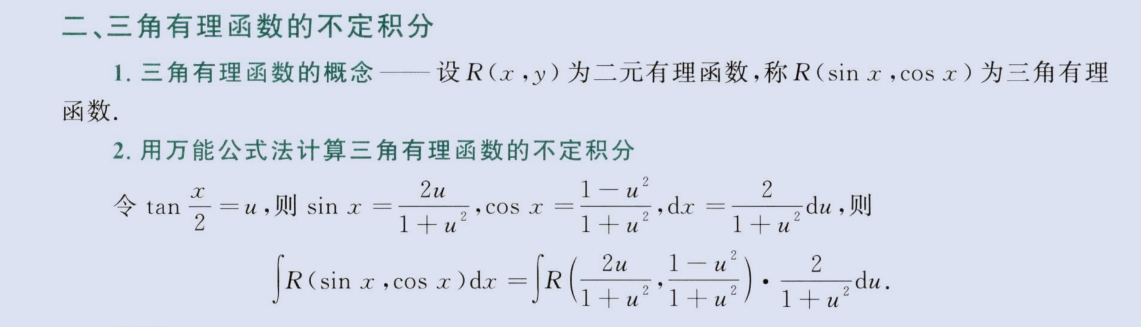 二、三角有理函数的不定积分
1. 三角有理函数的概念 —— 设 R(x,y) 为二元有理函数,称 R(sin x,cos x) 为三角有理
函数.
2. 用万能公式法计算三角有理函数的不定积分
令 tan \frac{x}{2} = u,则 sin x = \frac{2u}{1+u^2},cos x = \frac{1-u^2}{1+u^2},dx = \frac{2}{1+u^2}du,则
∫R(sin x,cos x)dx = ∫R(\frac{2u}{1+u^2},\frac{1-u^2}{1+u^2}) · \frac{2}{1+u^2}du.